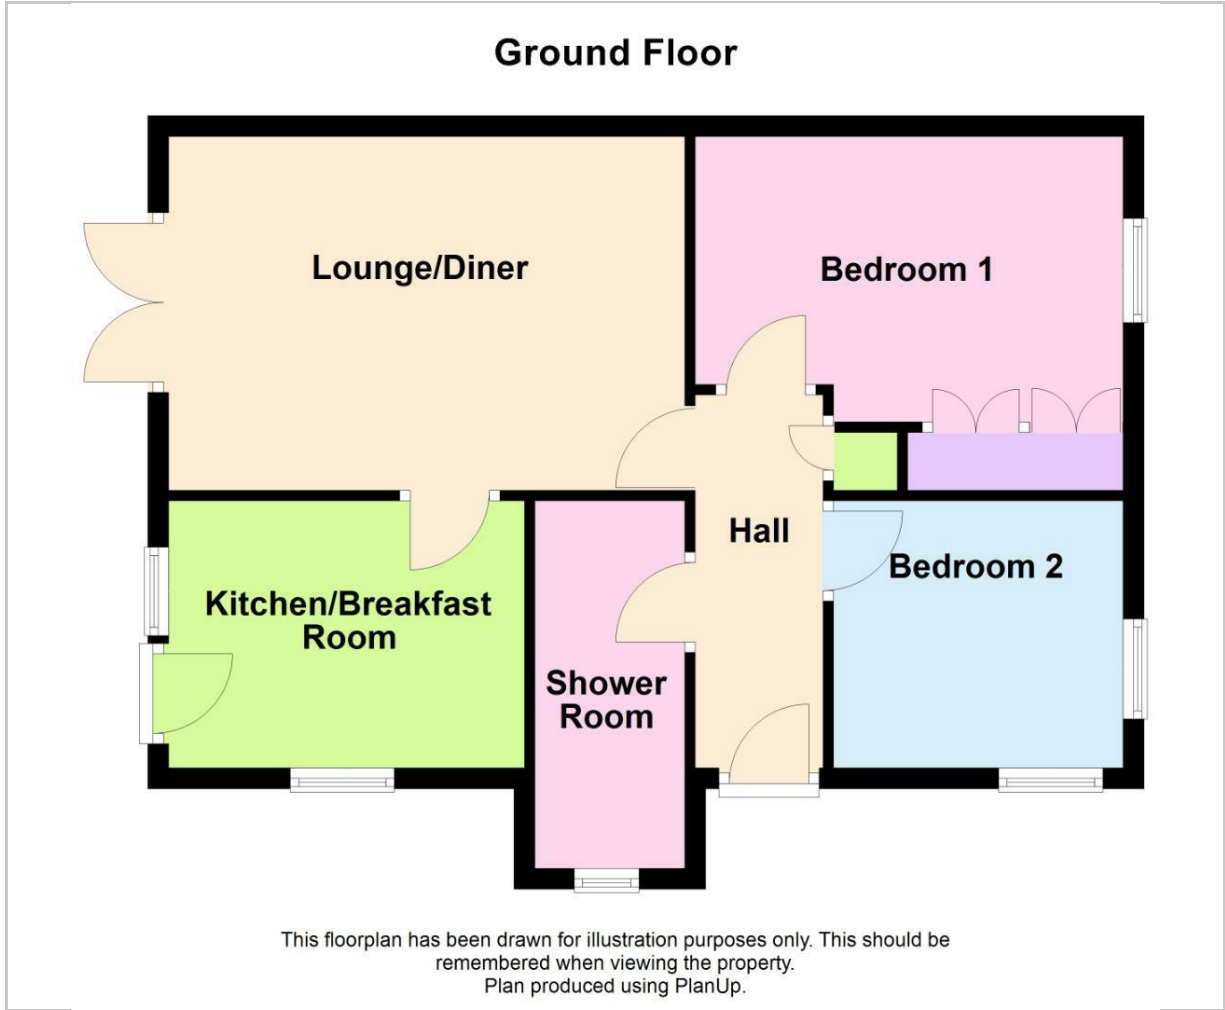 Ground Floor
Lounge/Diner
Bedroom 1
Hall
Bedroom 2
Kitchen/Breakfast
Room
Shower
Room
This floorplan has been drawn for illustration purposes only. This should be
remembered when viewing the property.
Plan produced using PlanUp.